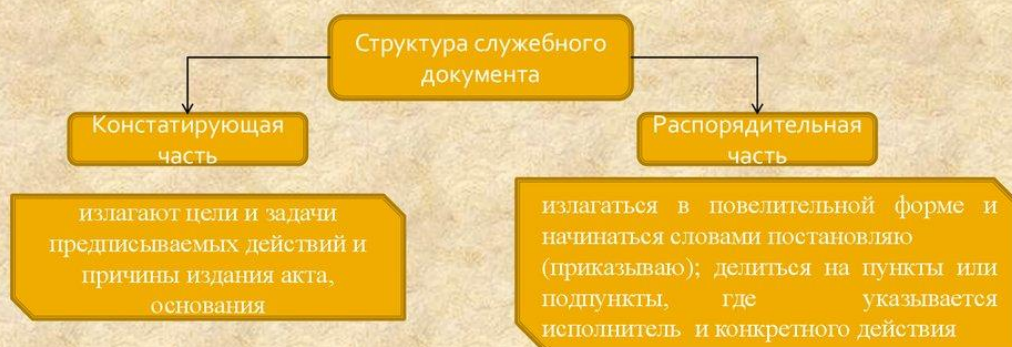 Структура служебного
документа
Констатирующая
часть
Распорядительная
часть
излагают цели и задачи
предписываемых действий и
причины издания акта,
основания
излагаться в повелительной форме и
начинаться словами постановляю
(приказываю); делиться на пункты или
подпункты, где указывается
исполнитель и конкретного действия